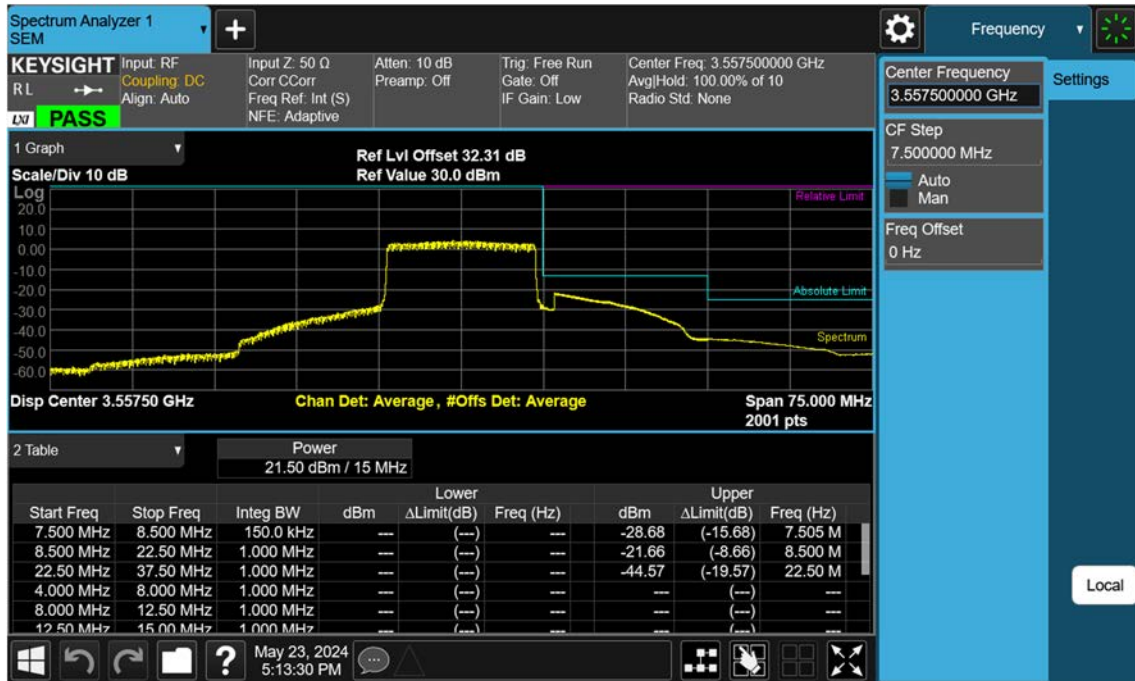 Spectrum Analyzer 1
SEM
+
Frequency
KEYSIGHT
RL
LXI PASS
Input: RF
Coupling: DC
Align: Auto
Input Z: 50 Ω
Corr CCorr
Freq Ref: Int (S)
NFE: Adaptive
Atten: 10 dB
Preamp: Off
Trig: Free Run
Gate: Off
IF Gain: Low
Center Freq: 3.557500000 GHz
Avg|Hold: 100.00% of 10
Radio Std: None
Center Frequency
3.557500000 GHz
Settings
CF Step
7.500000 MHz
Auto
Man
Freq Offset
0 Hz
1 Graph
Ref Lvl Offset 32.31 dB
Scale/Div 10 dB
Ref Value 30.0 dBm
Log
Relative Limit
20.0
10.0
0.00
-10.0
-20.0
Absolute Limit
-30.0
-40.0
Spectrum
-50.0
-60.0
Disp Center 3.55750 GHz
Chan Det: Average, #Offs Det: Average
Span 75.000 MHz
2001 pts
2 Table
Power
21.50 dBm / 15 MHz
Lower Upper
Start Freq Stop Freq Integ BW dBm ΔLimit(dB) Freq (Hz) dBm ΔLimit(dB) Freq (Hz)
7.500 MHz 8.500 MHz 150.0 kHz --- (---) --- -28.68 (-15.68) 7.505 M
8.500 MHz 22.50 MHz 1.000 MHz --- (---) --- -21.66 (-8.66) 8.500 M
22.50 MHz 37.50 MHz 1.000 MHz --- (---) --- -44.57 (-19.57) 22.50 M
4.000 MHz 8.000 MHz 1.000 MHz --- (---) --- --- (---) ---
8.000 MHz 12.50 MHz 1.000 MHz --- (---) --- --- (---) ---
12.50 MHz 15.00 MHz 1.000 MHz --- (---) --- --- (---) ---
Local
?
May 23, 2024
5:13:30 PM